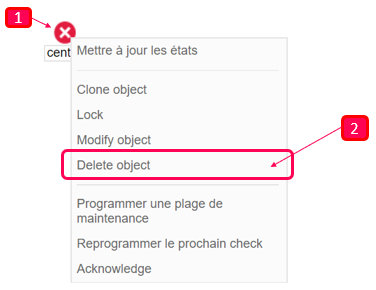 1
cent
Mettre à jour les états
Clone object
Lock
Modify object
2
Delete object
Programmer une plage de
maintenance
Reprogrammer le prochain check
Acknowledge